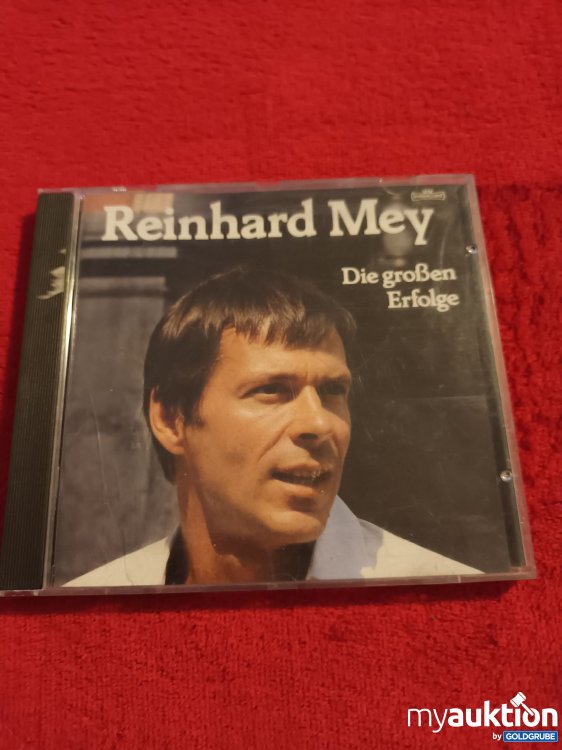 Reinhard Mey
Die großen
Erfolge
myauktion
by GOLDGRUBE